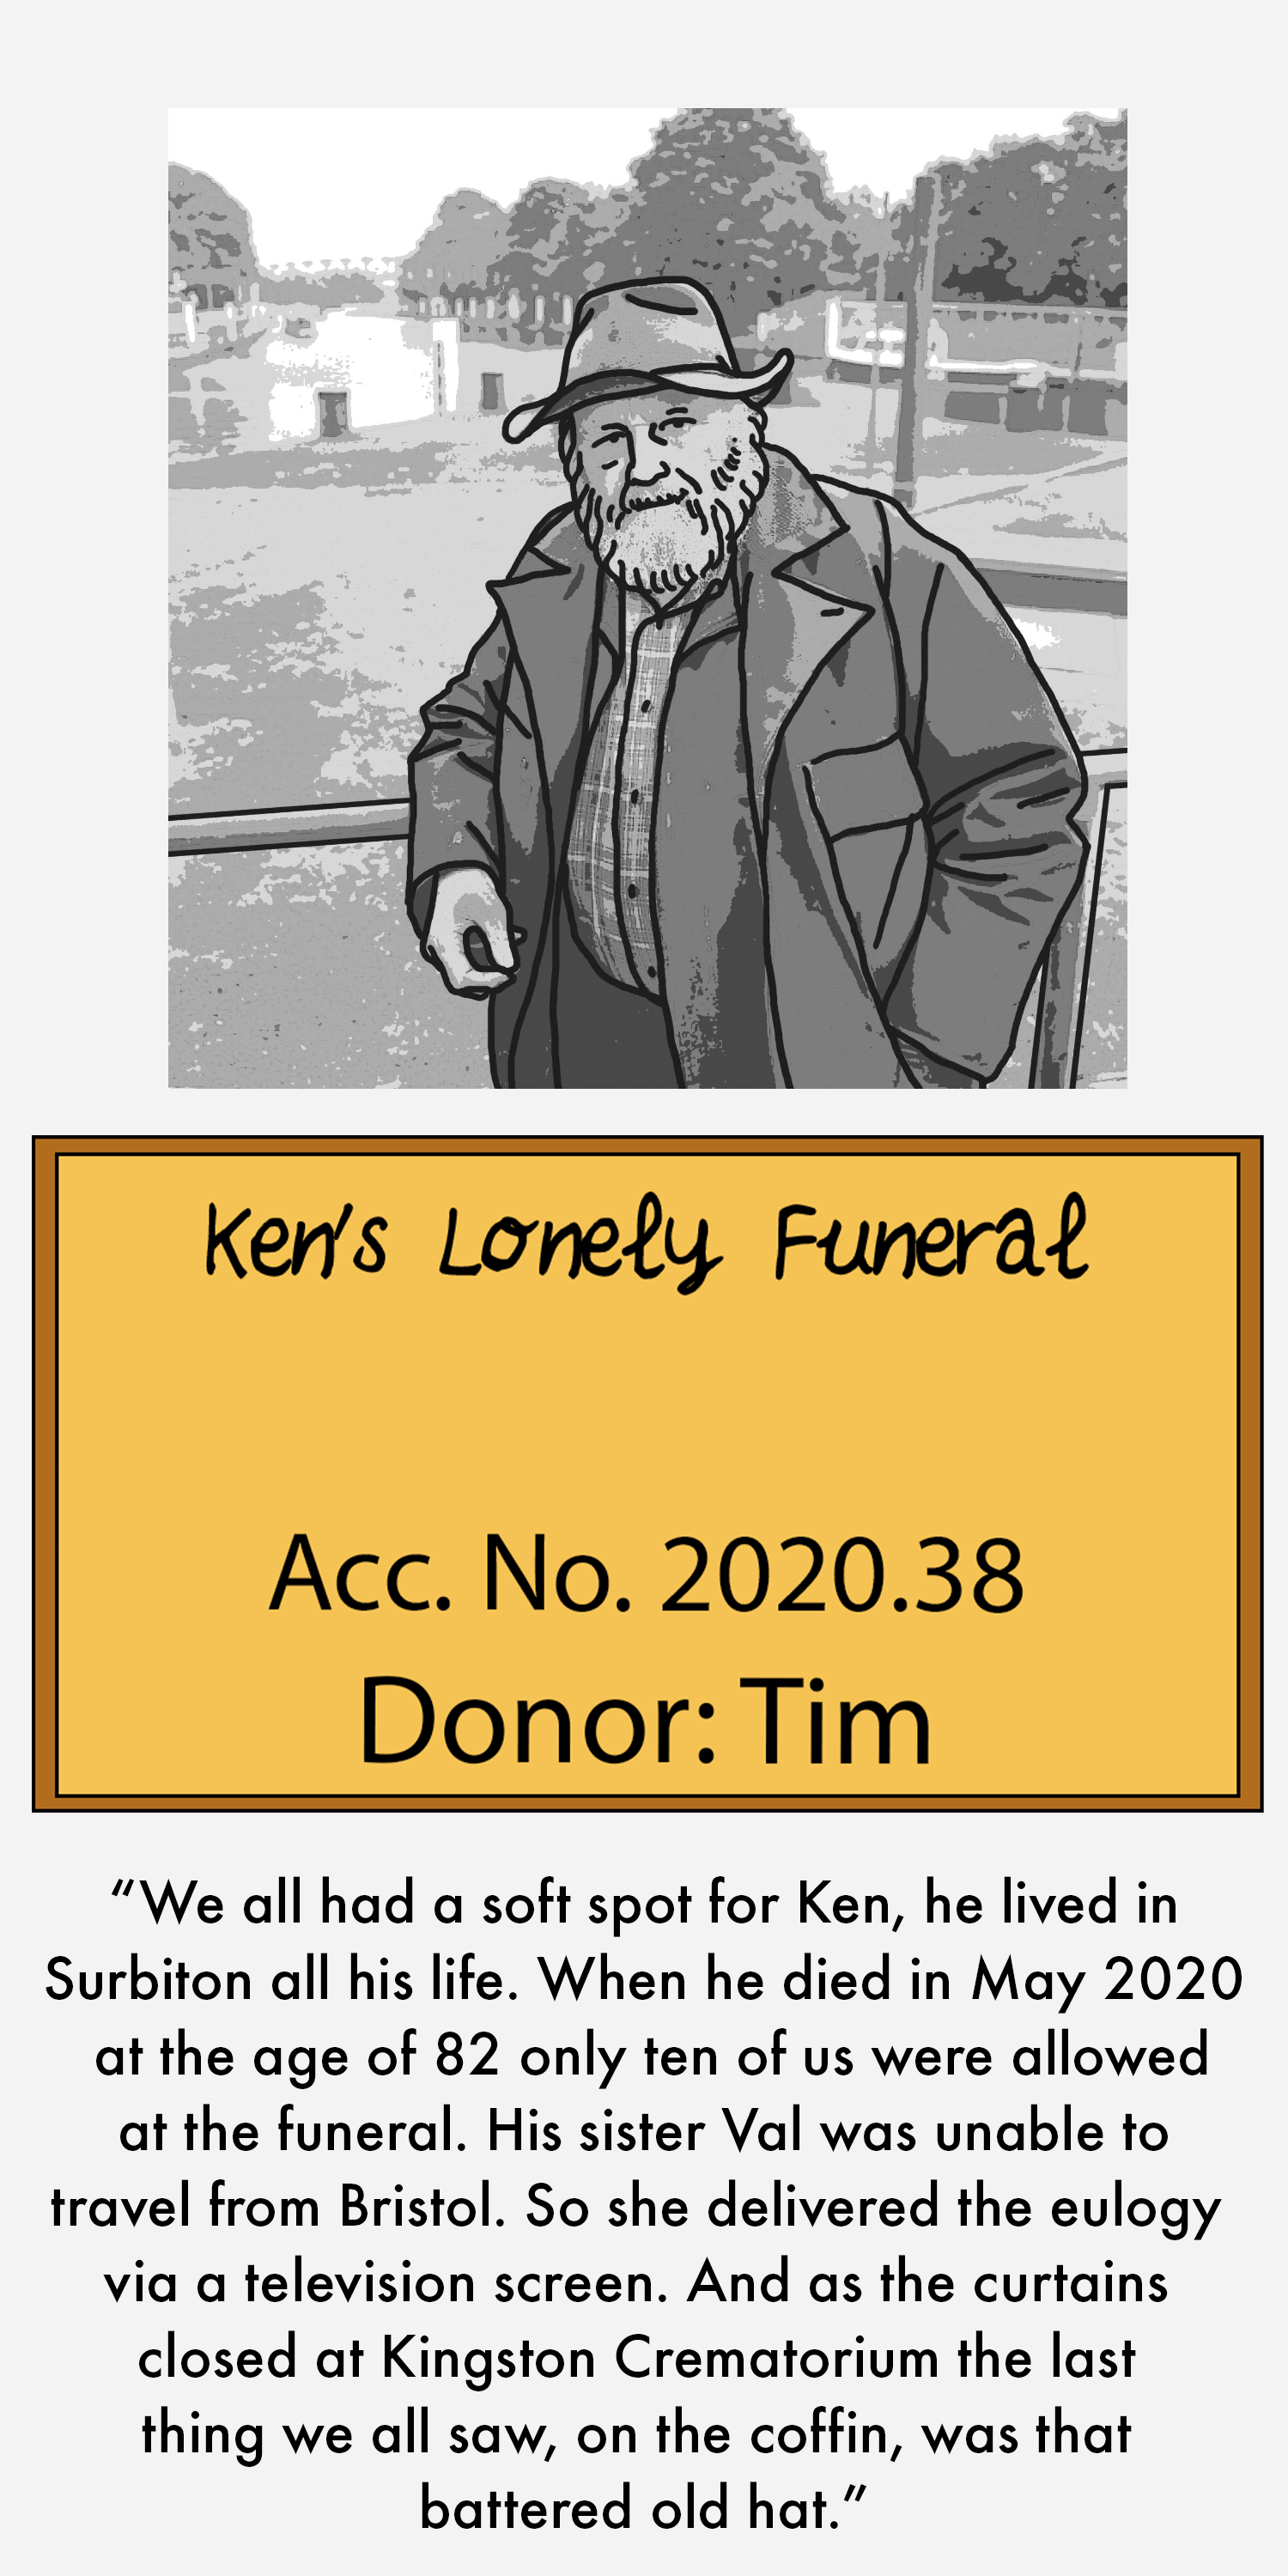 Ken's Lonely Funeral
Acc. No. 2020.38
Donor: Tim
“We all had a soft spot for Ken, he lived in
Surbiton all his life. When he died in May 2020
at the age of 82 only ten of us were allowed
at the funeral. His sister Val was unable to
travel from Bristol. So she delivered the eulogy
via a television screen. And as the curtains
closed at Kingston Crematorium the last
thing we all saw, on the coffin, was that
battered old hat.”